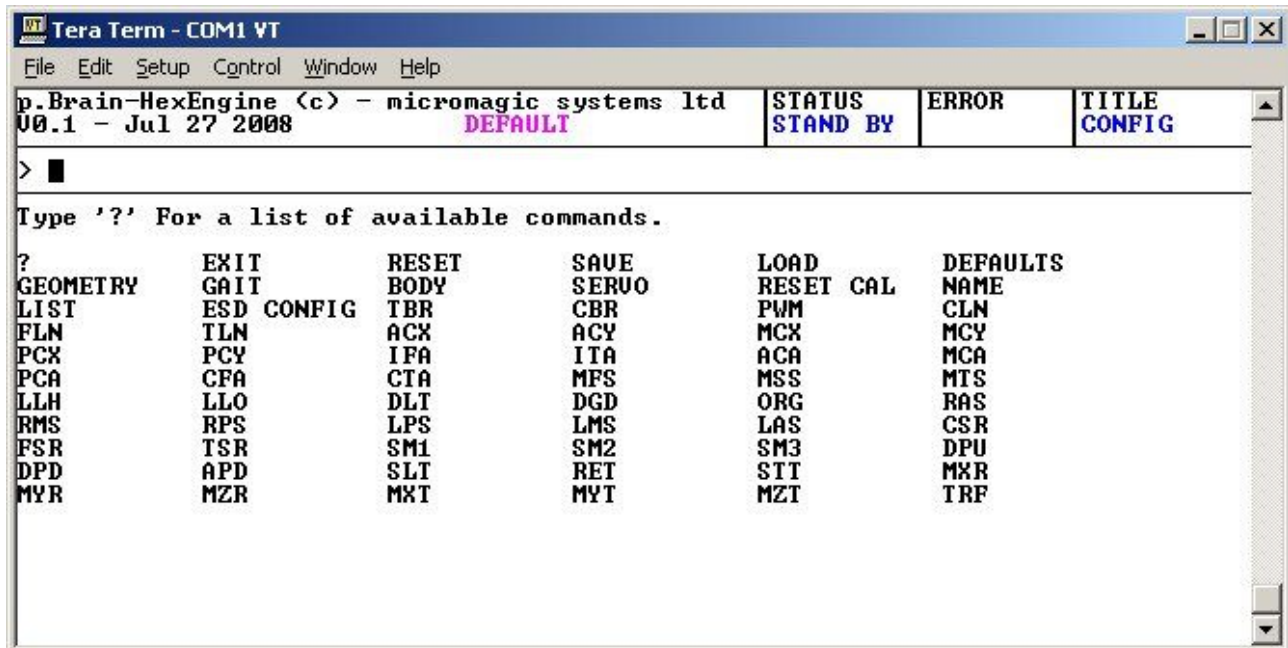 Tera Term - COM1 VT
File Edit Setup Control Window Help
p.Brain-HexEngine (c) - micromagic systems ltd STATUS ERROR TITLE
V0.1 - Jul 27 2008 DEFAULT STAND BY CONFIG
>
Type '?' For a list of available commands.
? EXIT RESET SAVE LOAD DEFAULTS
GEOMETRY GAIT BODY SERVO RESET CAL NAME
LIST ESD CONFIG TBR CBR PWM CLN
FLN TLN ACX ACY MCX MCY
PCX PCY IFA ITA ACA MCA
PCA CFA CTA MFS MSS MTS
LLH LLO DLT DGD ORG RAS
RMS RPS LPS LMS LAS CSR
FSR TSR SM1 SM2 SM3 DPU
DPD APD SLT RET STT MXR
MYR MZR MXT MYT MZT TRF